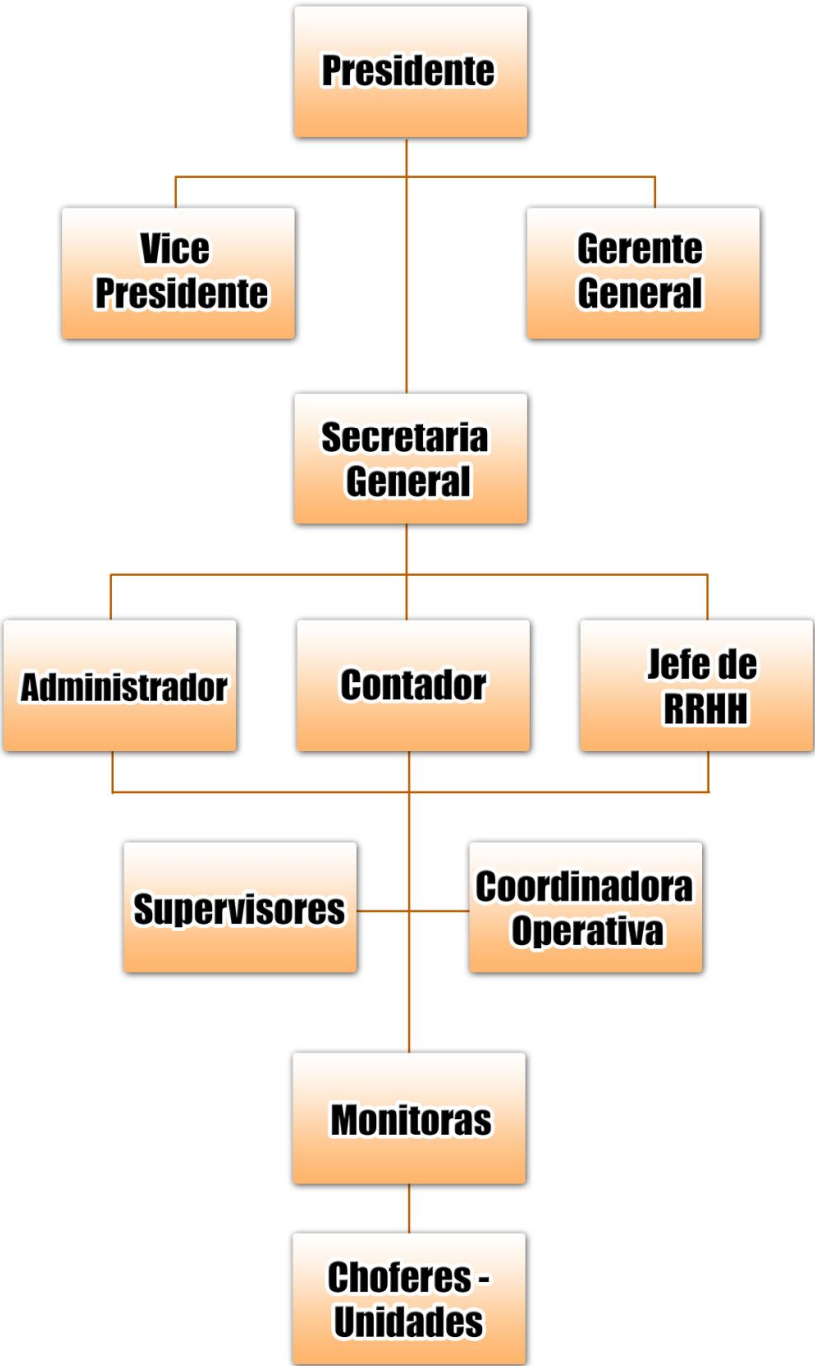 Presidente
Vice
Presidente
Gerente
General
Secretaria
General
Administrador
Contador
Jefe de
RRHH
Supervisores
Coordinadora
Operativa
Monitoras
Choferes -
Unidades